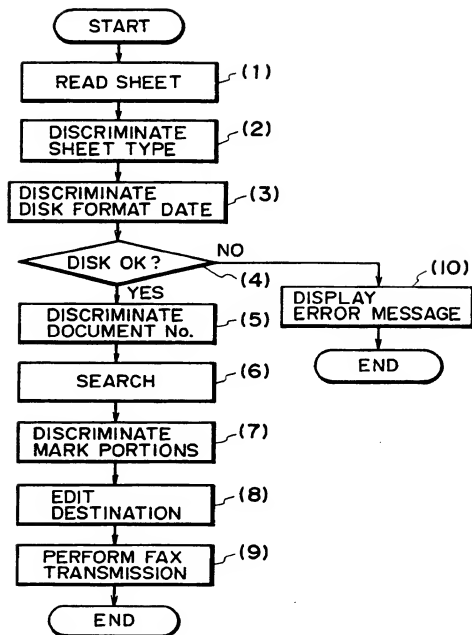 START
READ SHEET
(1)
DISCRIMINATE
SHEET TYPE
(2)
DISCRIMINATE
DISK FORMAT DATE
(3)
DISK OK?
NO
(4)
YES
(10)
DISPLAY
ERROR MESSAGE
END
DISCRIMINATE
DOCUMENT No.
(5)
SEARCH
(6)
DISCRIMINATE
MARK PORTIONS
(7)
EDIT
DESTINATION
(8)
PERFORM FAX
TRANSMISSION
(9)
END